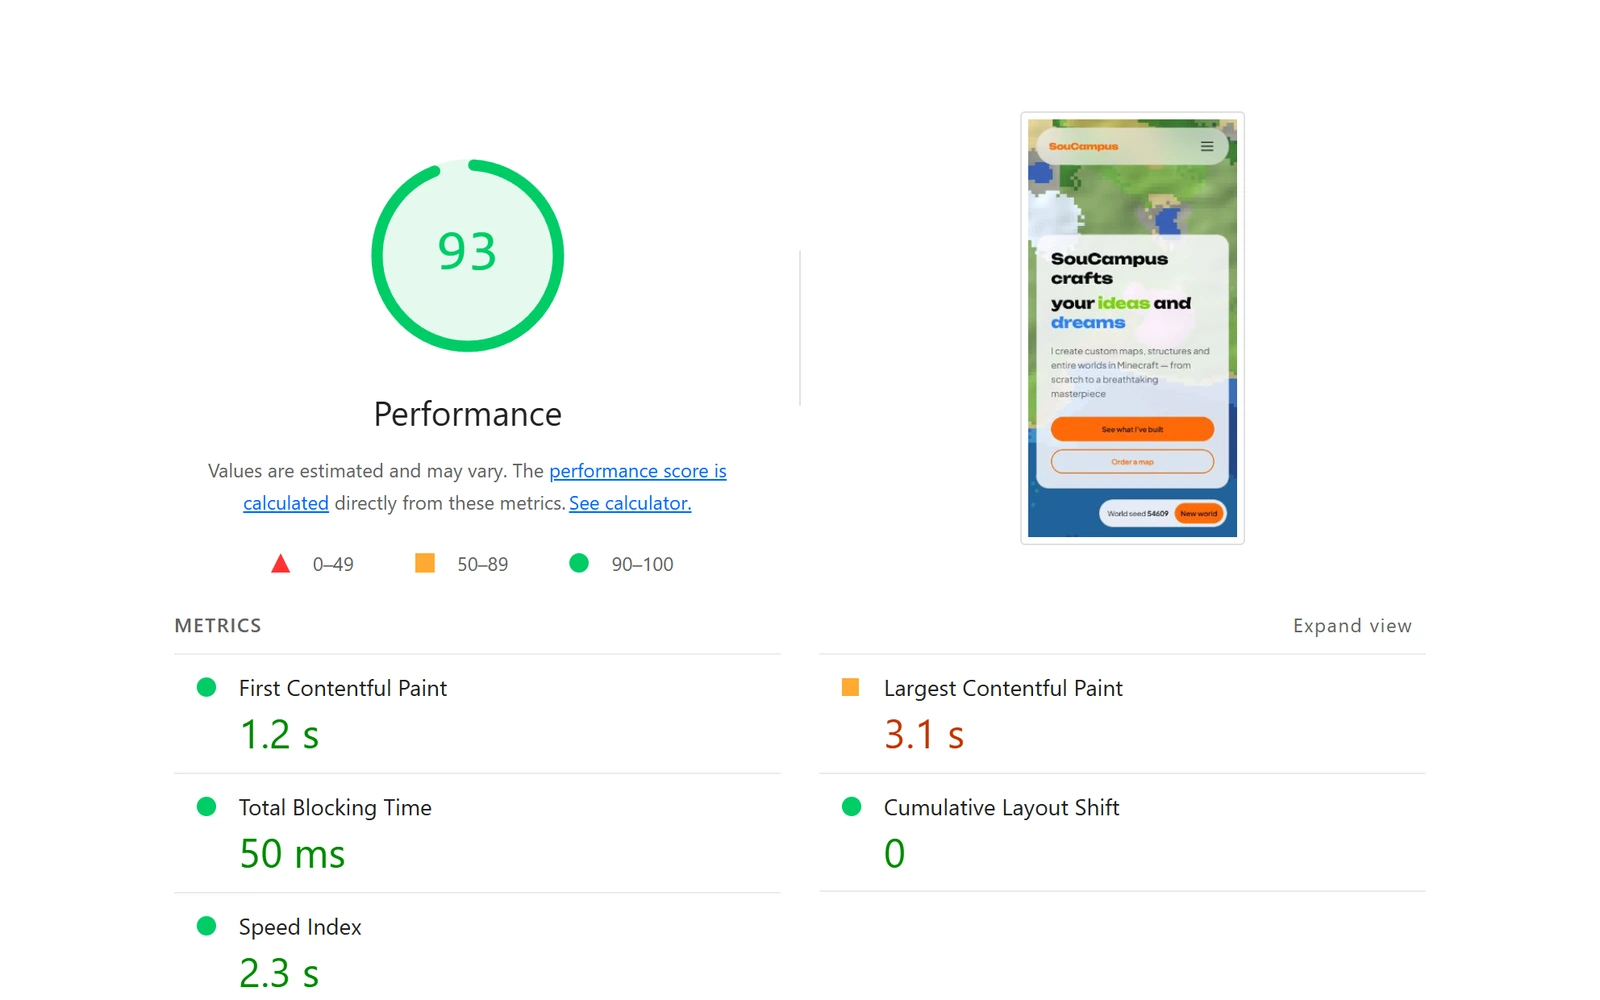 93
Performance
Values are estimated and may vary. The performance score is
calculated directly from these metrics. See calculator.
0–49
50–89
90–100
SouCampus
SouCampus
crafts
your ideas and
dreams
I create custom maps, structures and
entire worlds in Minecraft — from
scratch to a breathtaking
masterpiece
See what I've built
Order a map
World seed 54609
New world
METRICS
Expand view
First Contentful Paint
1.2 s
Largest Contentful Paint
3.1 s
Total Blocking Time
50 ms
Cumulative Layout Shift
0
Speed Index
2.3 s